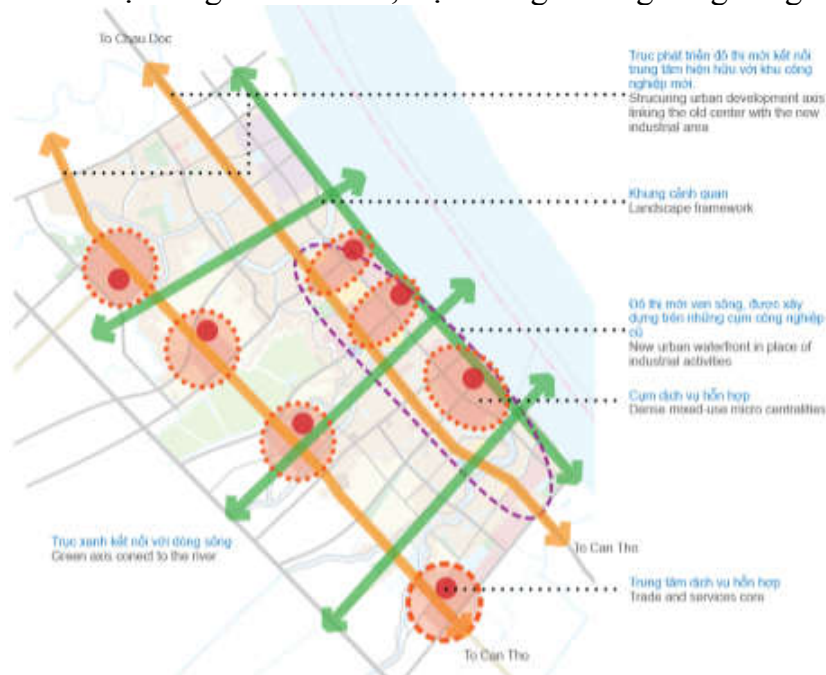 To Chau Doc
Trục phát triển đô thị mới kết nối
trung tâm hiện hữu với khu công
nghiệp mới.
Strucuring urban development axis
linking the old center with the new
industrial area
Khung cảnh quan
Landscape framework
Đô thị mới ven sông, được xây
dựng trên những cụm công nghiệp
cũ
New urban waterfront in place of
industrial activities
Cụm dịch vụ hỗn hợp
Dense mixed-use micro centralities
Trục xanh kết nối với dòng sông
Green axis conect to the river
To Can Tho
Trung tâm dịch vụ hỗn hợp
Trade and services core
To Can Tho